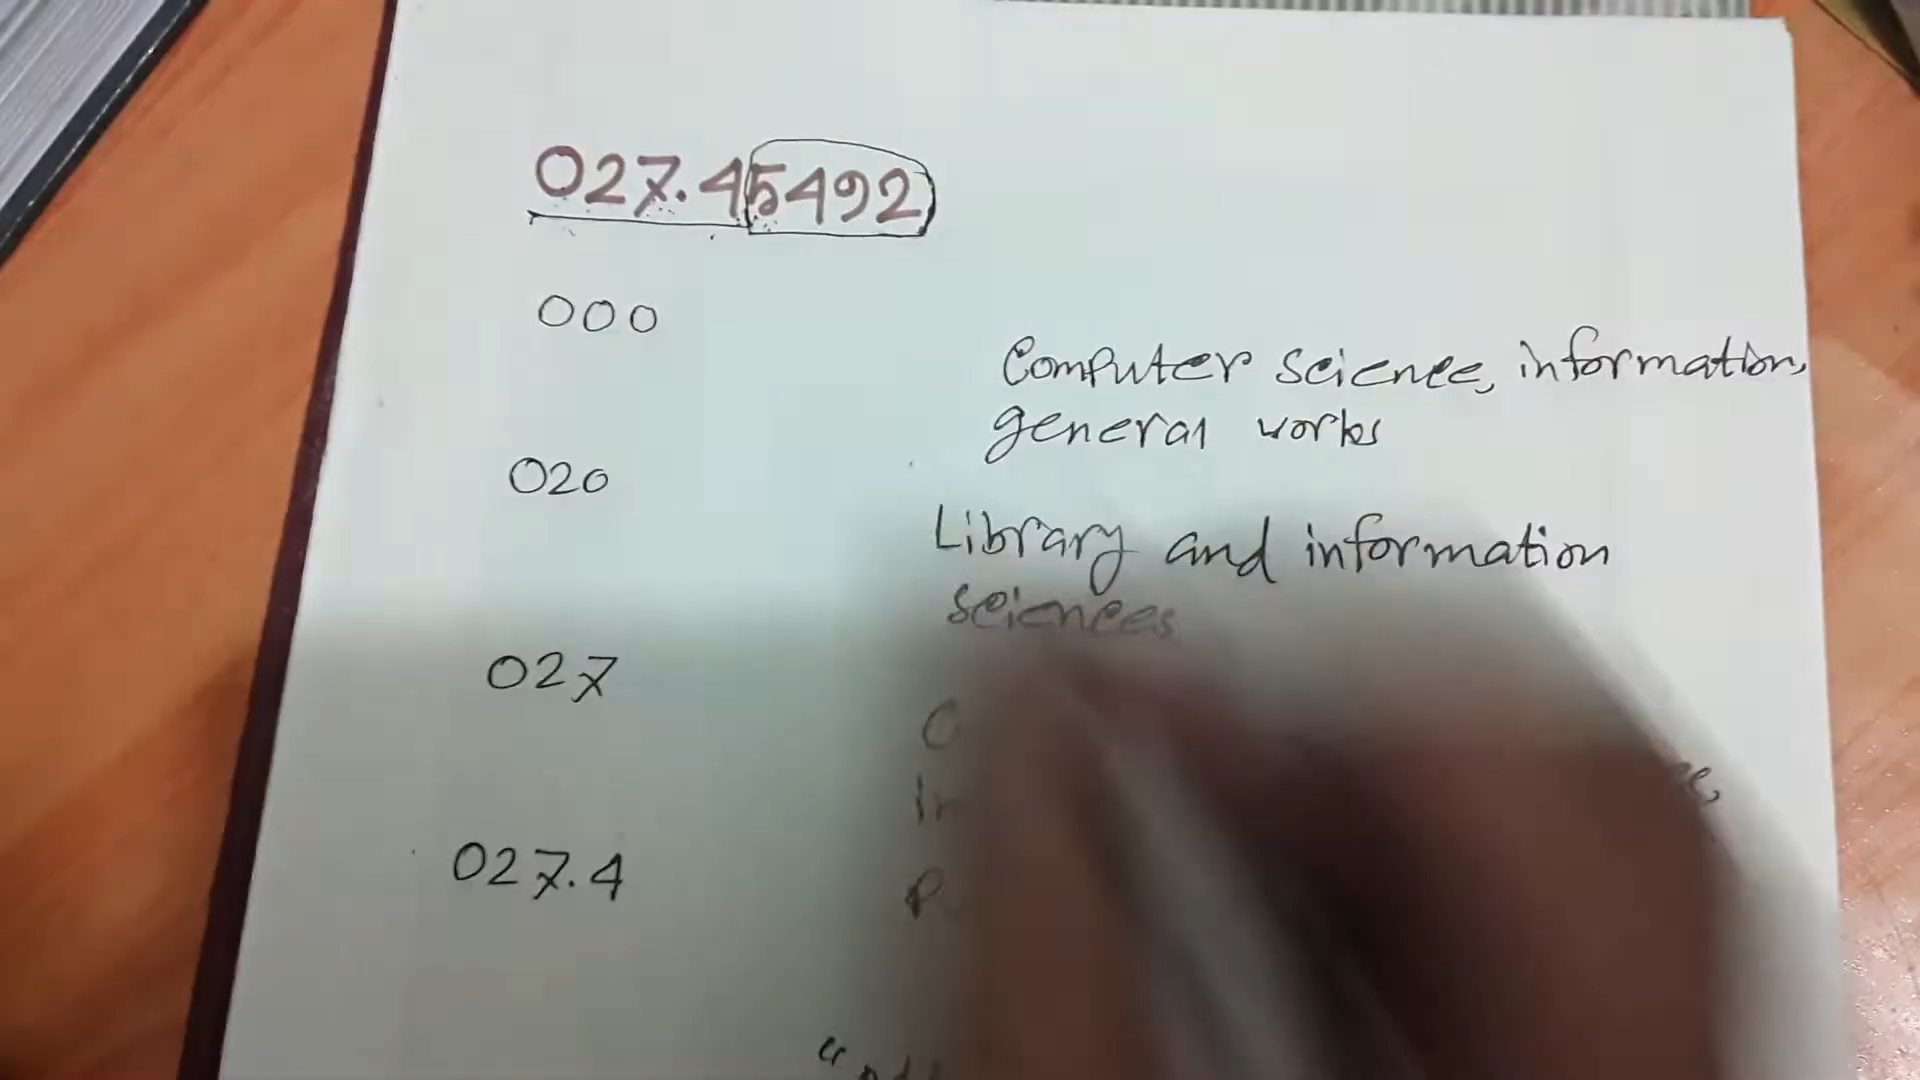 027.45492
000
Computer science, information,
general works
020
Library and information
sciences
027
027.4